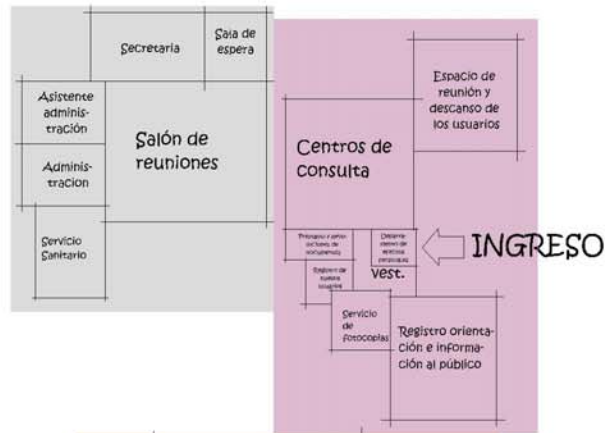 Secretaria
Sala de
espera
Asistente
adminis-
tración
Salón de
reuniones
Adminis-
tracion
Servicio
Sanitario
Espacio de
reunión y
descanso de
los usuarios
Centros de
consulta
INGRESO
vest.
Servicio
de
fotocopias
Registro orienta-
ción e informa-
ción al público